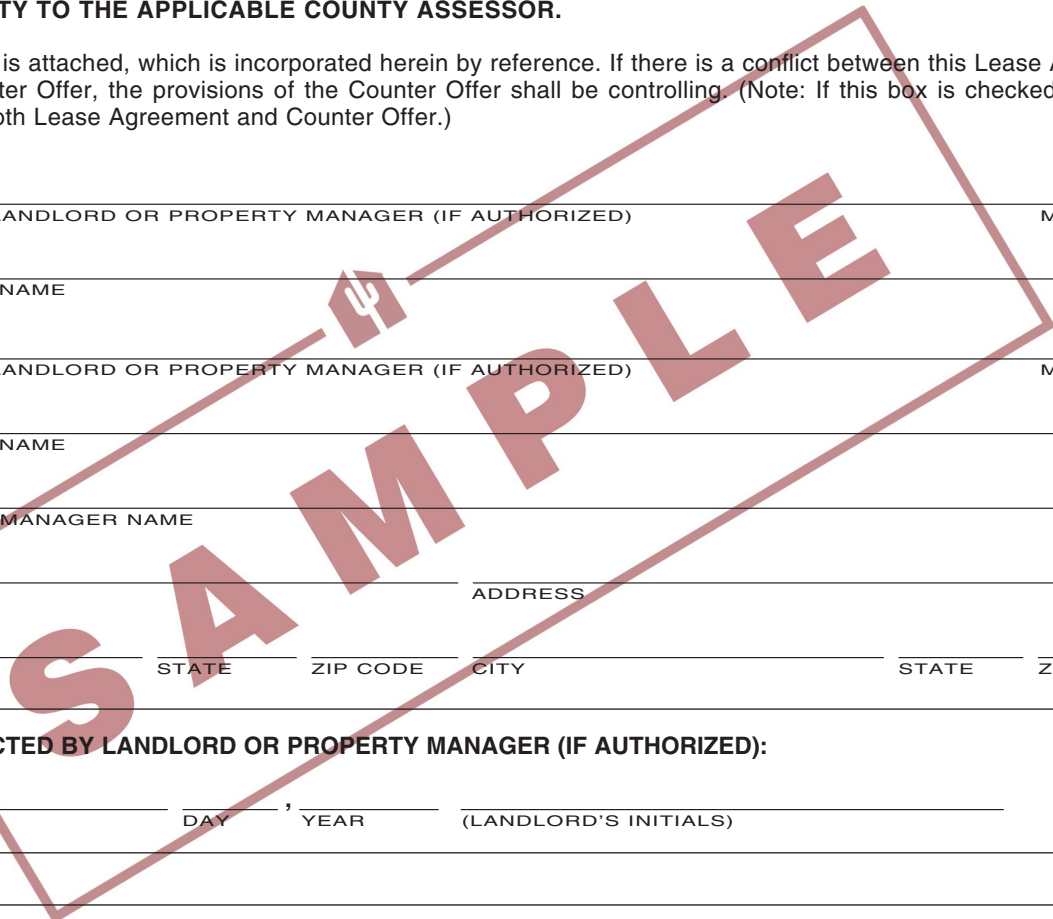 TY TO THE APPLICABLE COUNTY ASSESSOR.
is attached, which is incorporated herein by reference. If there is a conflict between this Lease A
ter Offer, the provisions of the Counter Offer shall be controlling. (Note: If this box is checked
oth Lease Agreement and Counter Offer.)
LANDLORD OR PROPERTY MANAGER (IF AUTHORIZED) M
NAME
LANDLORD OR PROPERTY MANAGER (IF AUTHORIZED) M
NAME
MANAGER NAME
ADDRESS
STATE ZIP CODE CITY STATE Z
CTED BY LANDLORD OR PROPERTY MANAGER (IF AUTHORIZED):
DAY , YEAR (LANDLORD'S INITIALS)
SAMPLE